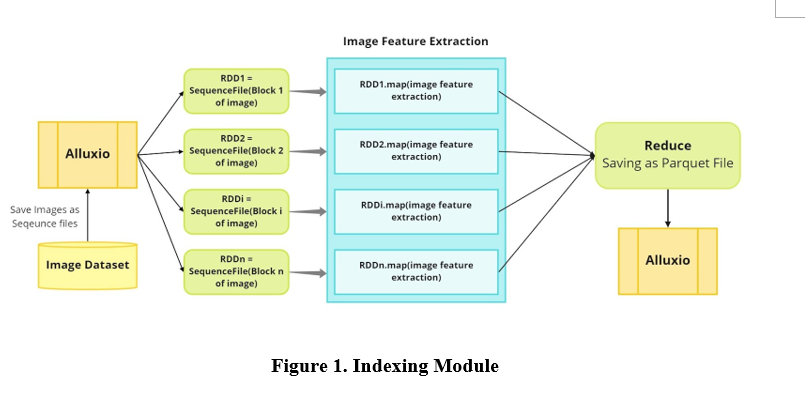 Image Feature Extraction
Alluxio
Save Images as
Seqeunce files
Image Dataset
RDD1 =
SequenceFile(Block 1
of image)
RDD2 =
SequenceFile(Block 2
of image)
RDDi =
SequenceFile(Block i
of image)
RDDn =
SequenceFile(Block n
of image)
RDD1.map(image feature
extraction)
RDD2.map(image feature
extraction)
RDDi.map(image feature
extraction)
RDDn.map(image feature
extraction)
Reduce
Saving as Parquet File
Alluxio
Figure 1. Indexing Module